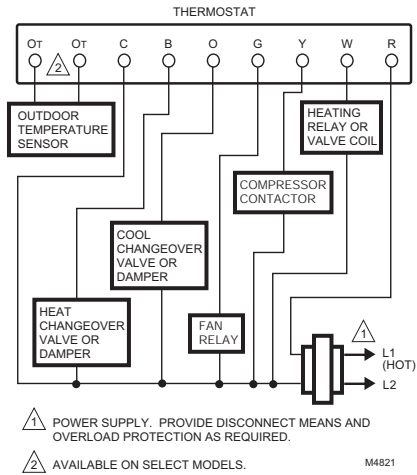 THERMOSTAT
OT OT C B O G Y W R
2
OUTDOOR
TEMPERATURE
SENSOR
HEATING
RELAY OR
VALVE COIL
COMPRESSOR
CONTACTOR
COOL
CHANGEOVER
VALVE OR
DAMPER
HEAT
CHANGEOVER
VALVE OR
DAMPER
FAN
RELAY
1
L1
(HOT)
L2
1 POWER SUPPLY. PROVIDE DISCONNECT MEANS AND
OVERLOAD PROTECTION AS REQUIRED.
2 AVAILABLE ON SELECT MODELS.
M4821